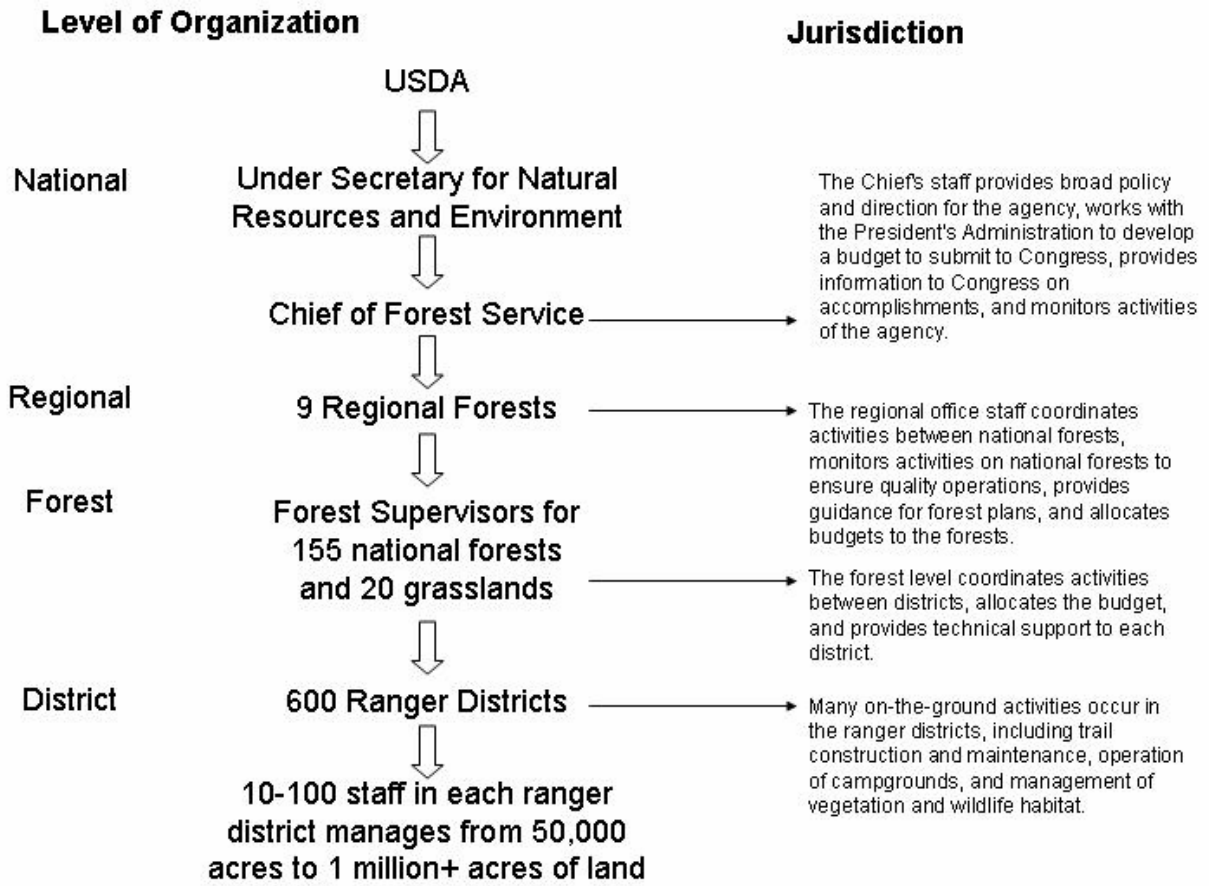 Level of Organization
Jurisdiction
USDA
National
Under Secretary for Natural
Resources and Environment
Chief of Forest Service
The Chief's staff provides broad policy
and direction for the agency, works with
the President's Administration to develop
a budget to submit to Congress, provides
information to Congress on
accomplishments, and monitors activities
of the agency.
Regional
9 Regional Forests
The regional office staff coordinates
activities between national forests,
monitors activities on national forests to
ensure quality operations, provides
guidance for forest plans, and allocates
budgets to the forests.
Forest
Forest Supervisors for
155 national forests
and 20 grasslands
The forest level coordinates activities
between districts, allocates the budget,
and provides technical support to each
district.
District
600 Ranger Districts
Many on-the-ground activities occur in
the ranger districts, including trail
construction and maintenance, operation
of campgrounds, and management of
vegetation and wildlife habitat.
10-100 staff in each ranger
district manages from 50,000
acres to 1 million+ acres of land